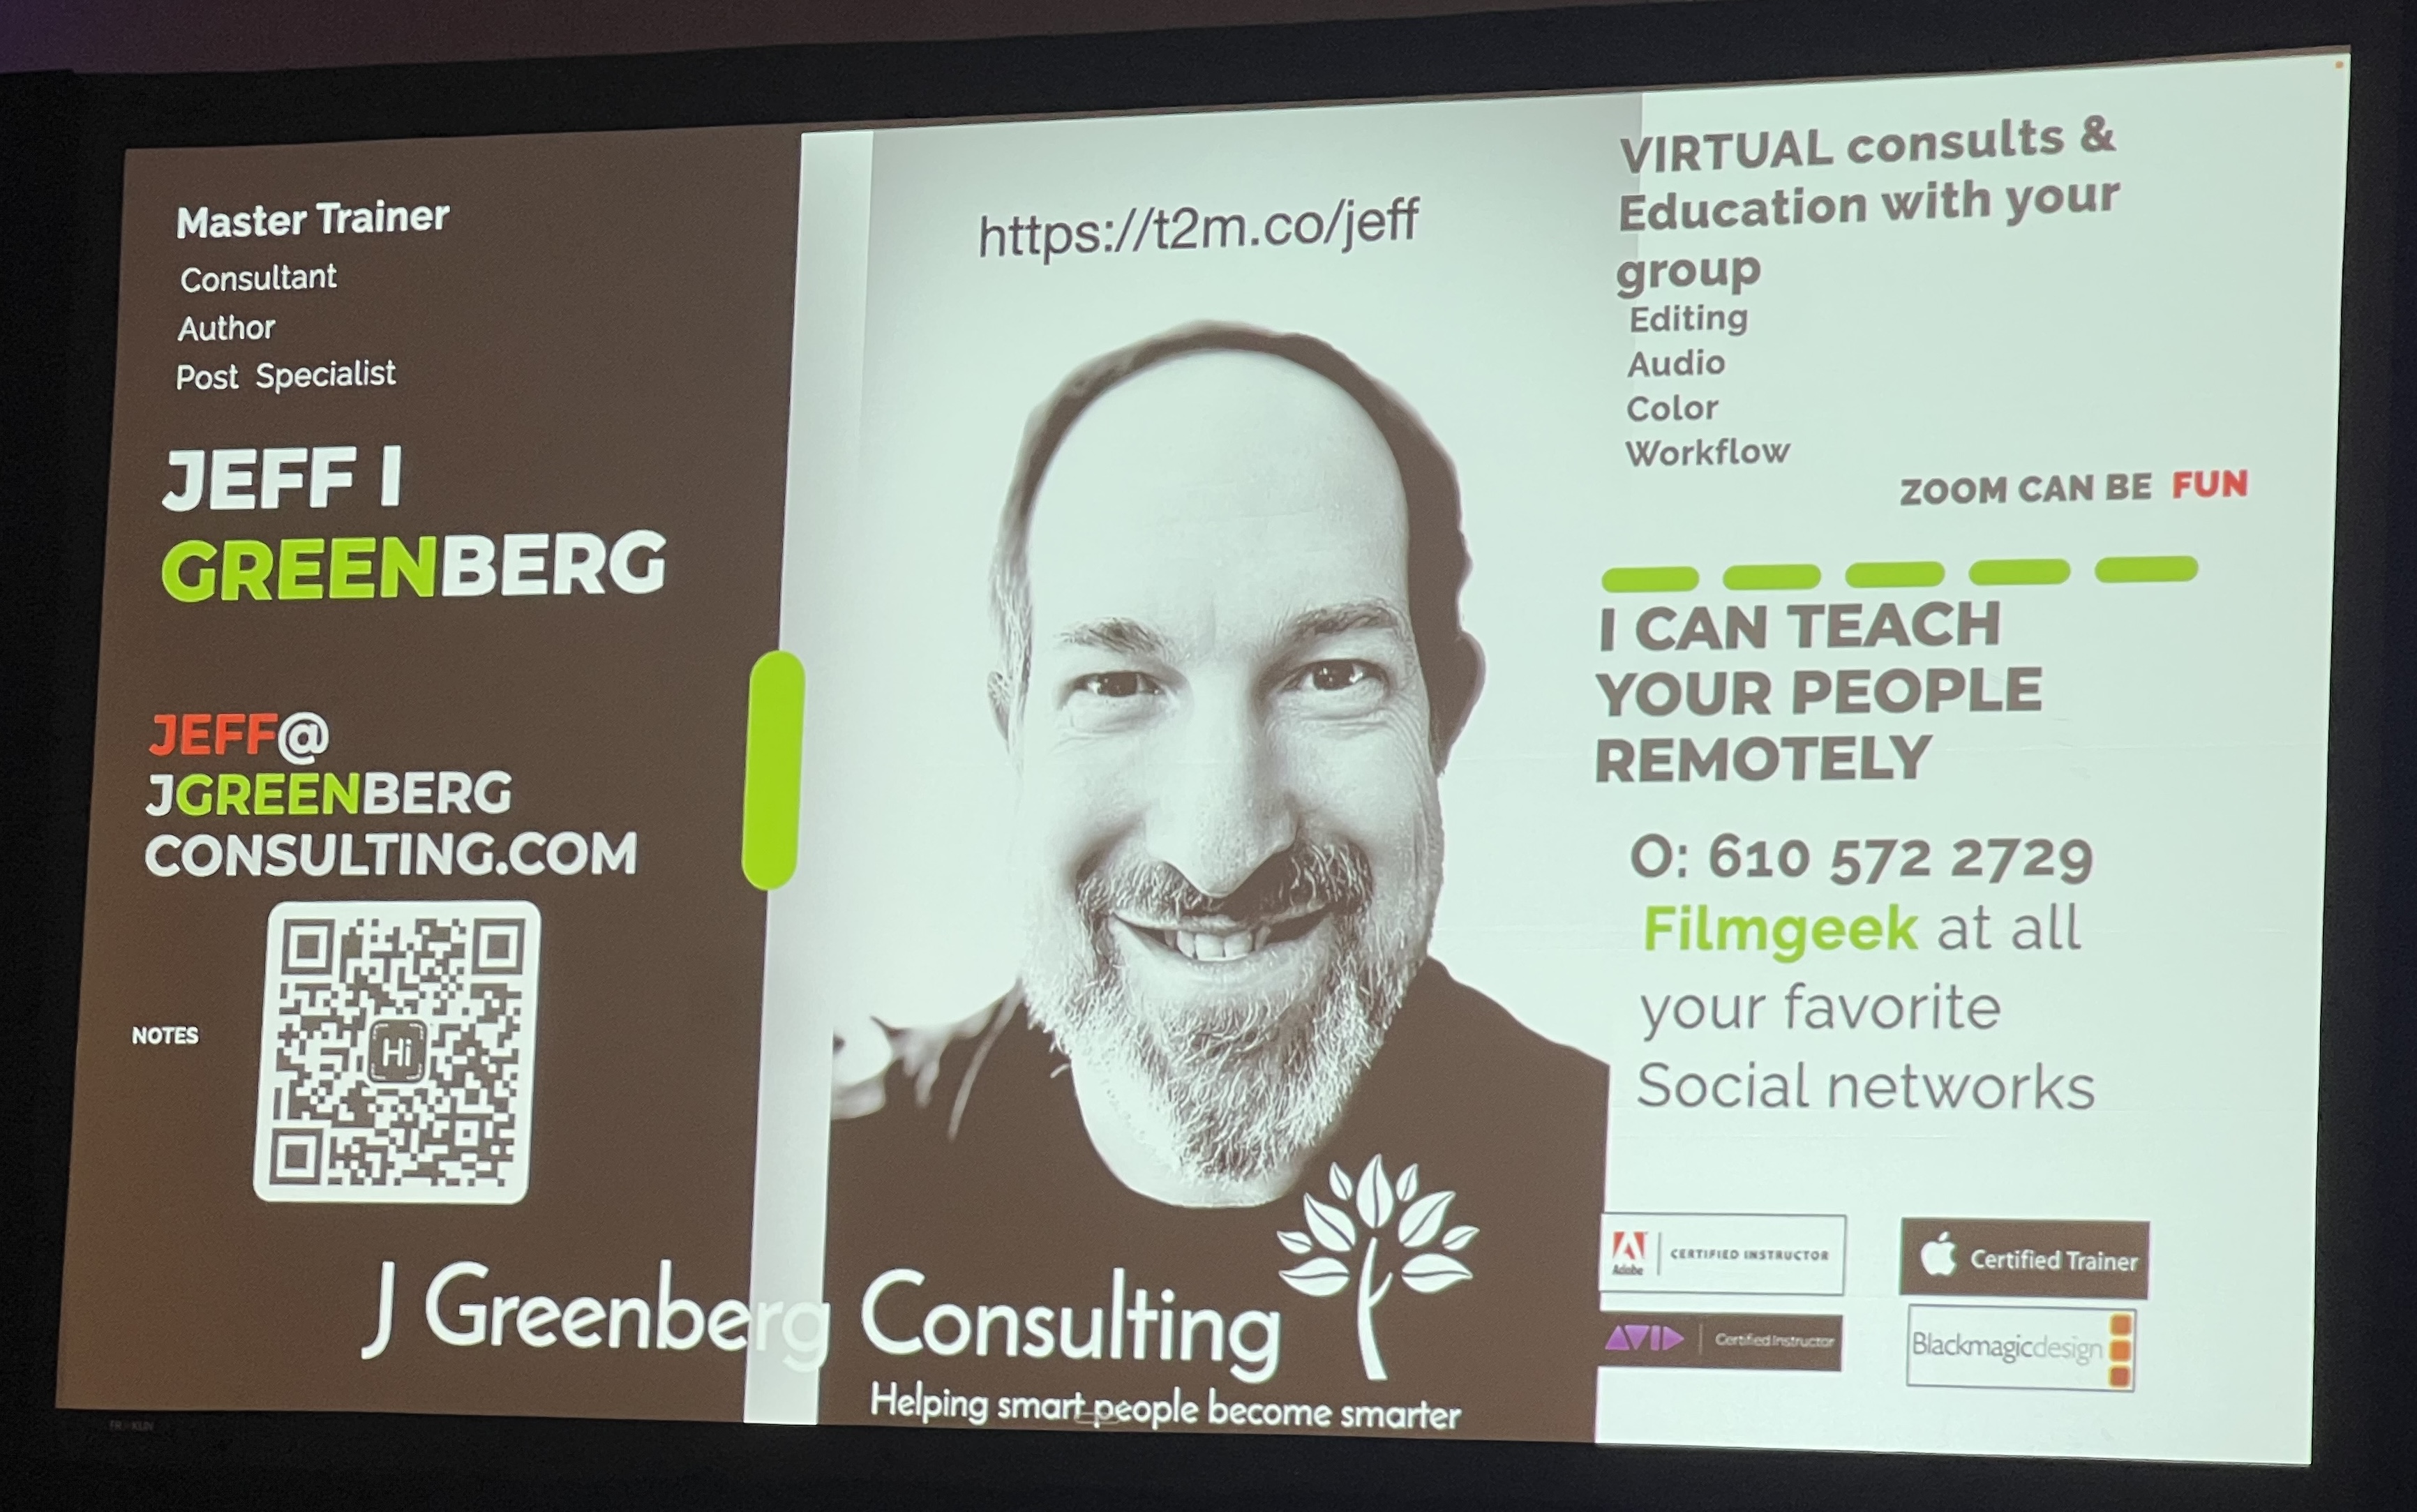 Master Trainer
Consultant
Author
Post Specialist
JEFF I
GREENBERG
JEFF@
JGREENBERG
CONSULTING.COM
NOTES
Hi
https://t2m.co/jeff
VIRTUAL consults &
Education with your
group
Editing
Audio
Color
Workflow
ZOOM CAN BE FUN
I CAN TEACH
YOUR PEOPLE
REMOTELY
O: 610 572 2729
Filmgeek at all
your favorite
Social networks
Adobe CERTIFIED INSTRUCTOR
Certified Trainer
AVID Certified Instructor
Blackmagicdesign
J Greenberg Consulting
Helping smart people become smarter